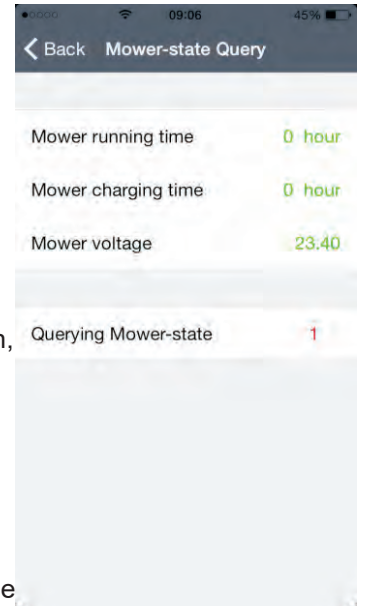 09:06 45%
Back Mower-state Query
Mower running time 0 hour
Mower charging time 0 hour
Mower voltage 23.40
n, Querying Mower-state 1
e